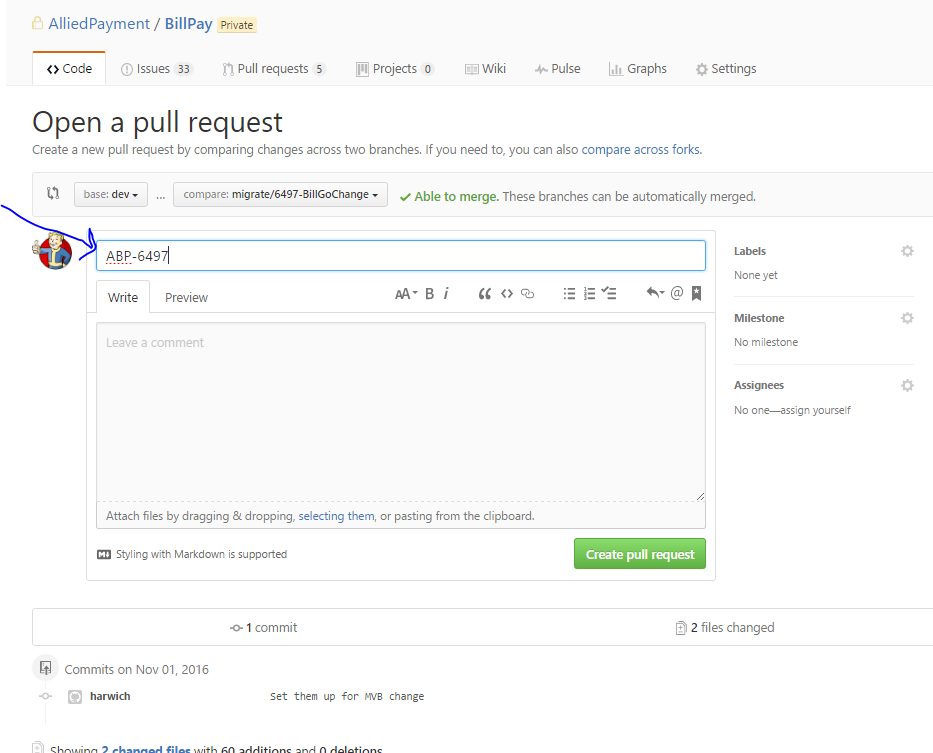 AlliedPayment / BillPay Private
Code Issues 33 Pull requests 5 Projects 0 Wiki Pulse Graphs Settings
Open a pull request
Create a new pull request by comparing changes across two branches. If you need to, you can also compare across forks.
base: dev ... compare: migrate/6497-BillGoChange Able to merge. These branches can be automatically merged.
ABP-6497
Write Preview AA B i
Leave a comment
Attach files by dragging & dropping, selecting them, or pasting from the clipboard.
Styling with Markdown is supported
Create pull request
Labels
None yet
Milestone
No milestone
Assignees
No one—assign yourself
1 commit 2 files changed
Commits on Nov 01, 2016
harwich Set them up for MVB change
Showing 2 changed files with 60 additions and 0 deletions.